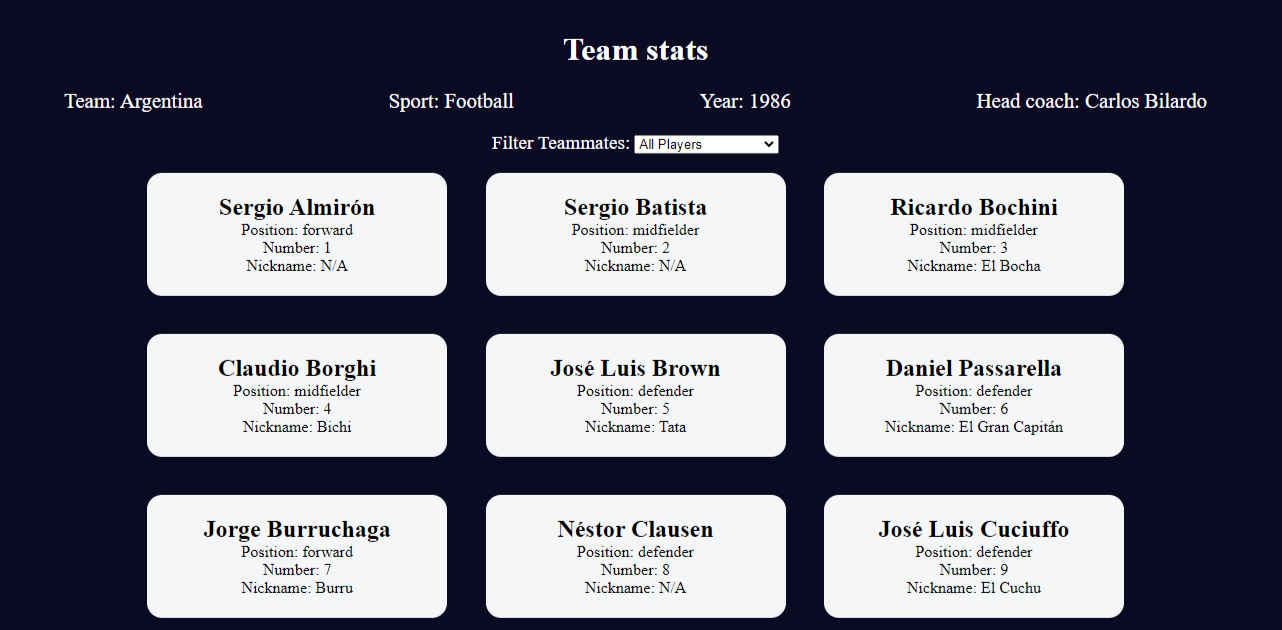 Team stats
Team: Argentina Sport: Football Year: 1986 Head coach: Carlos Bilardo
Filter Teammates: All Players
Sergio Almirón
Position: forward
Number: 1
Nickname: N/A
Sergio Batista
Position: midfielder
Number: 2
Nickname: N/A
Ricardo Bochini
Position: midfielder
Number: 3
Nickname: El Bocha
Claudio Borghi
Position: midfielder
Number: 4
Nickname: Bichi
José Luis Brown
Position: defender
Number: 5
Nickname: Tata
Daniel Passarella
Position: defender
Number: 6
Nickname: El Gran Capitán
Jorge Burruchaga
Position: forward
Number: 7
Nickname: Burru
Néstor Clausen
Position: defender
Number: 8
Nickname: N/A
José Luis Cuciuffo
Position: defender
Number: 9
Nickname: El Cuchu